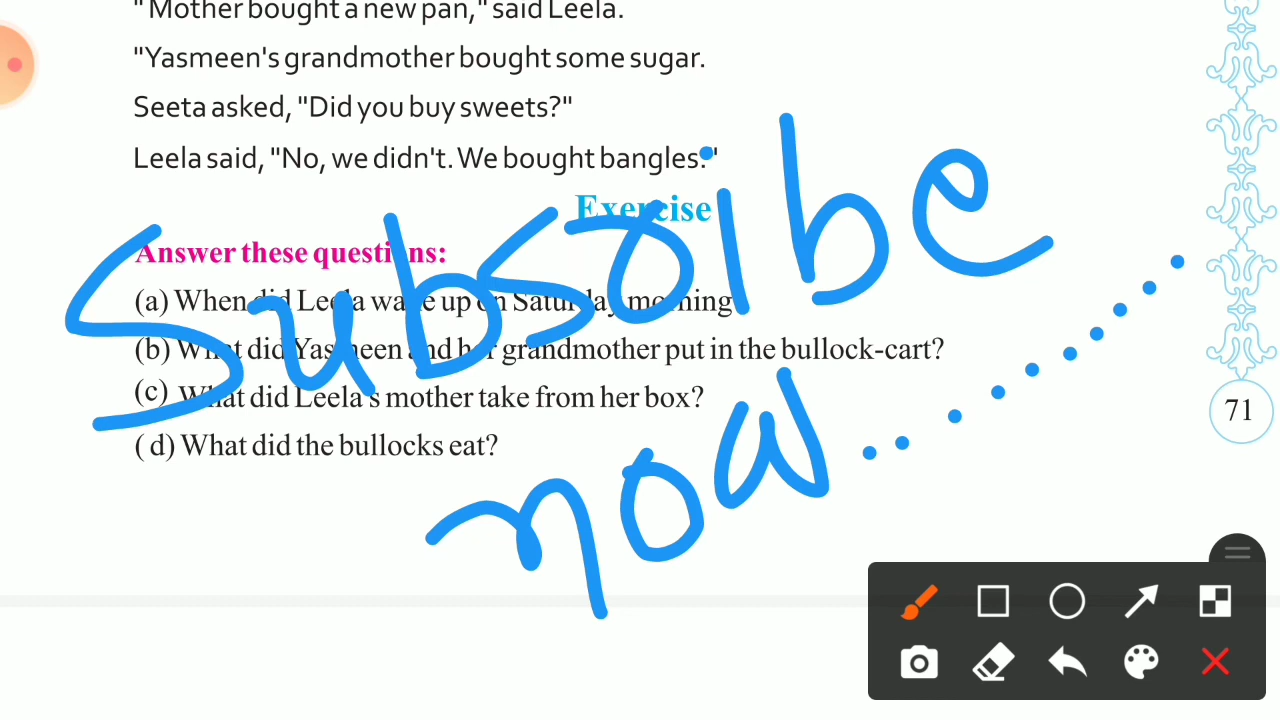 "Mother bought a new pan," said Leela.
"Yasmeen's grandmother bought some sugar.
Seeta asked, "Did you buy sweets?"
Leela said, "No, we didn't. We bought bangles."
Exercise
Answer these questions:
(a) When did Leela wake up on Saturday morning
(b) What did Yasmeen and her grandmother put in the bullock-cart?
(c) What did Leela's mother take from her box?
( d) What did the bullocks eat?
Subsoibe
now..........
71